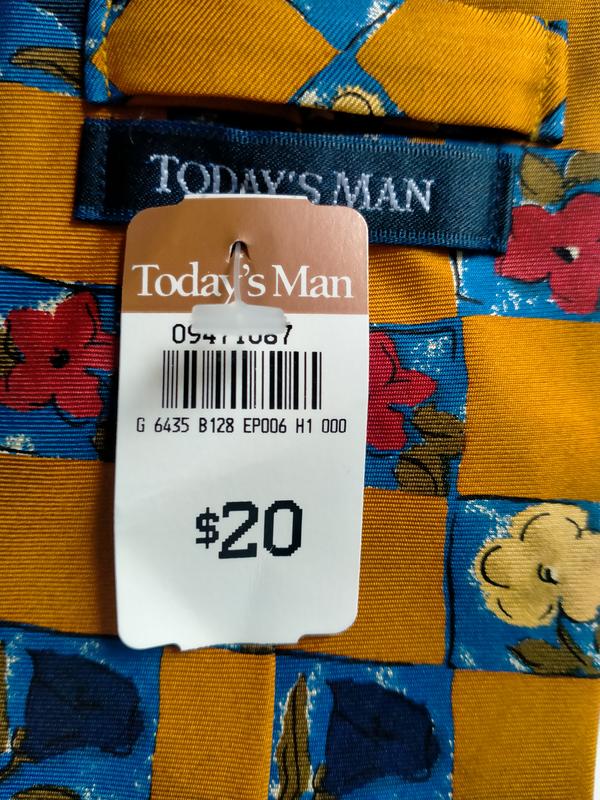 TODAY'S MAN
Today's Man
G 6435 B128 EP006 H1 000
$20